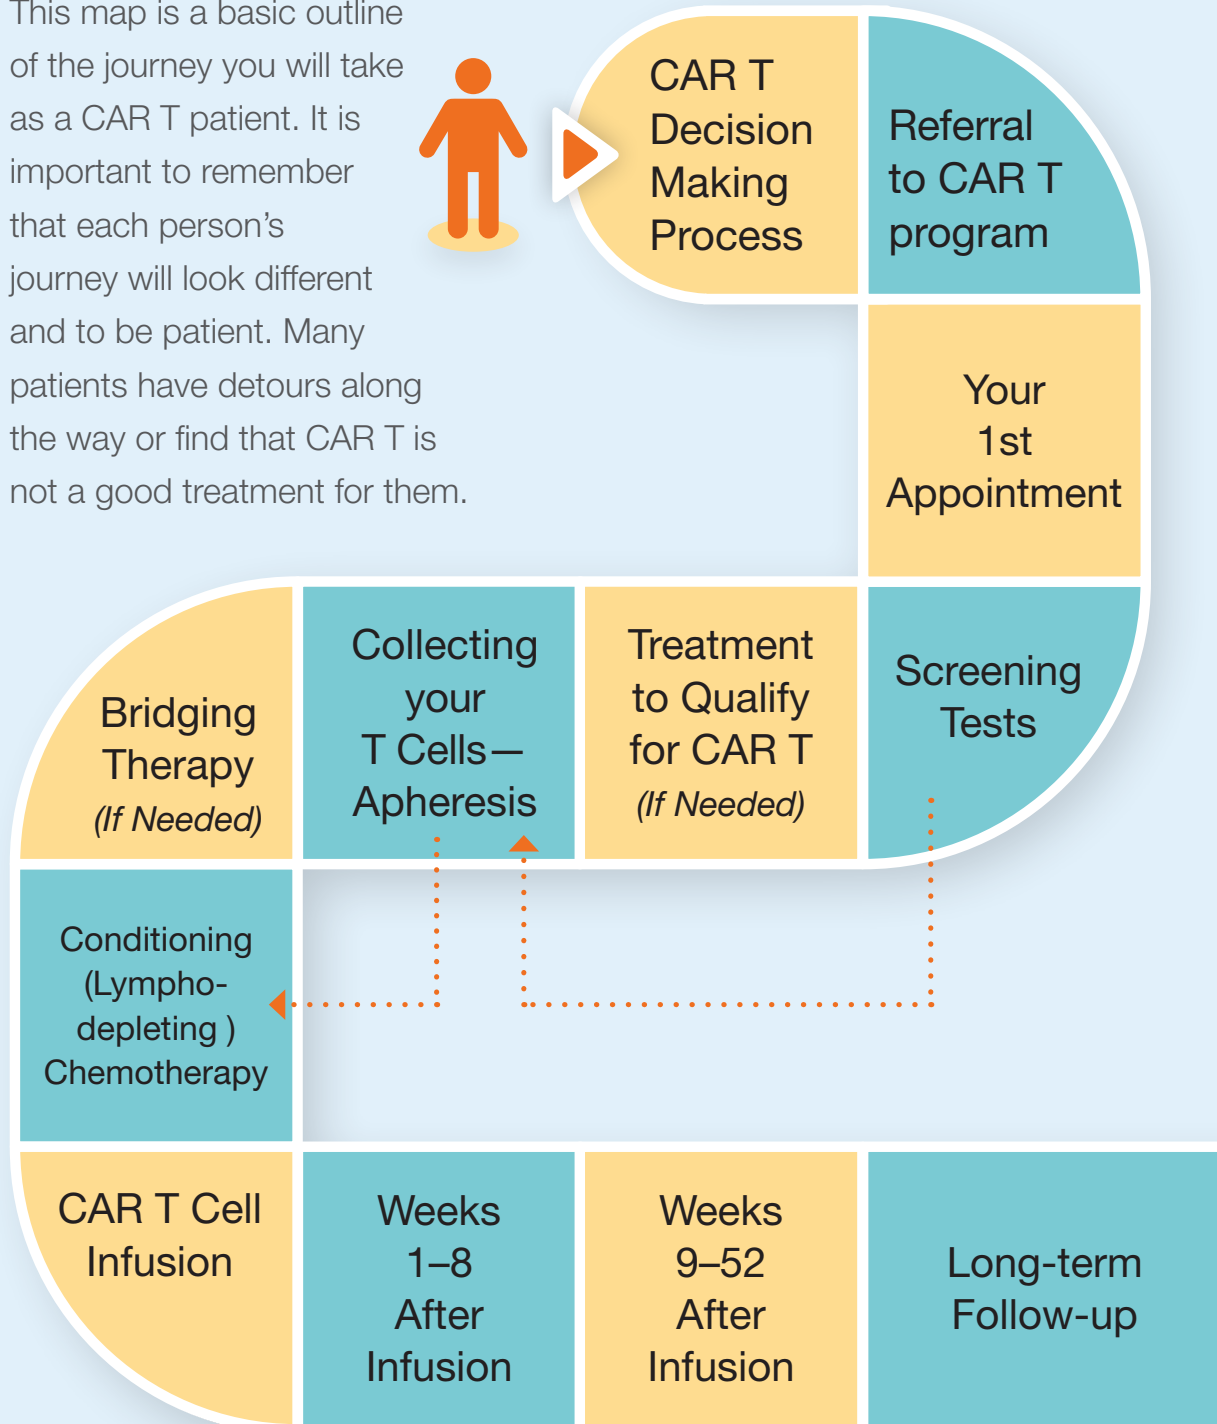 This map is a basic outline
of the journey you will take
as a CAR T patient. It is
important to remember
that each person's
journey will look different
and to be patient. Many
patients have detours along
the way or find that CAR T is
not a good treatment for them.
CAR T
Decision
Making
Process
Referral
to CAR T
program
Your
1st
Appointment
Screening
Tests
Treatment
to Qualify
for CAR T
(If Needed)
Collecting
your
T Cells—
Apheresis
Bridging
Therapy
(If Needed)
Conditioning
(Lympho-
depleting )
Chemotherapy
CAR T Cell
Infusion
Weeks
1–8
After
Infusion
Weeks
9–52
After
Infusion
Long-term
Follow-up